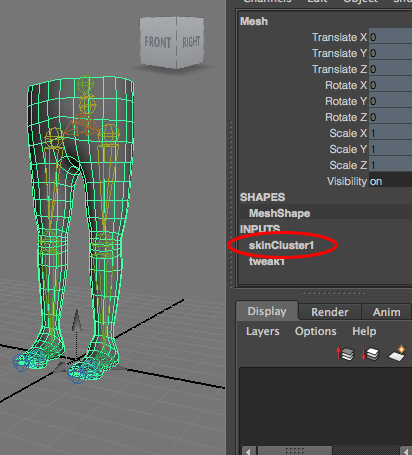 Channels Edit Object
FRONT RIGHT
Mesh
Translate X 0
Translate Y 0
Translate Z 0
Rotate X 0
Rotate Y 0
Rotate Z 0
Scale X 1
Scale Y 1
Scale Z 1
Visibility on
SHAPES
MeshShape
INPUTS
skinCluster1
tweak1
Display Render Anim
Layers Options Help